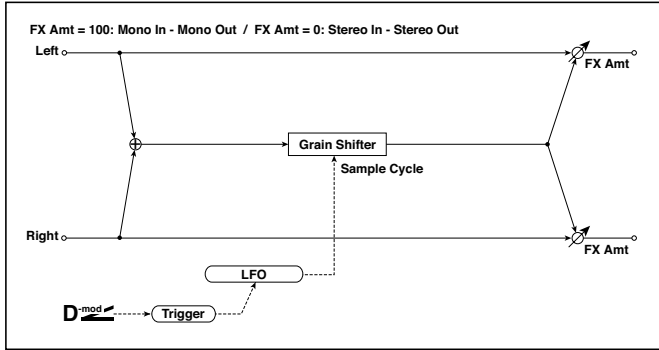 FX Amt = 100: Mono In - Mono Out / FX Amt = 0: Stereo In - Stereo Out
Left
FX Amt
Grain Shifter
Sample Cycle
Right
FX Amt
LFO
D-mod
Trigger